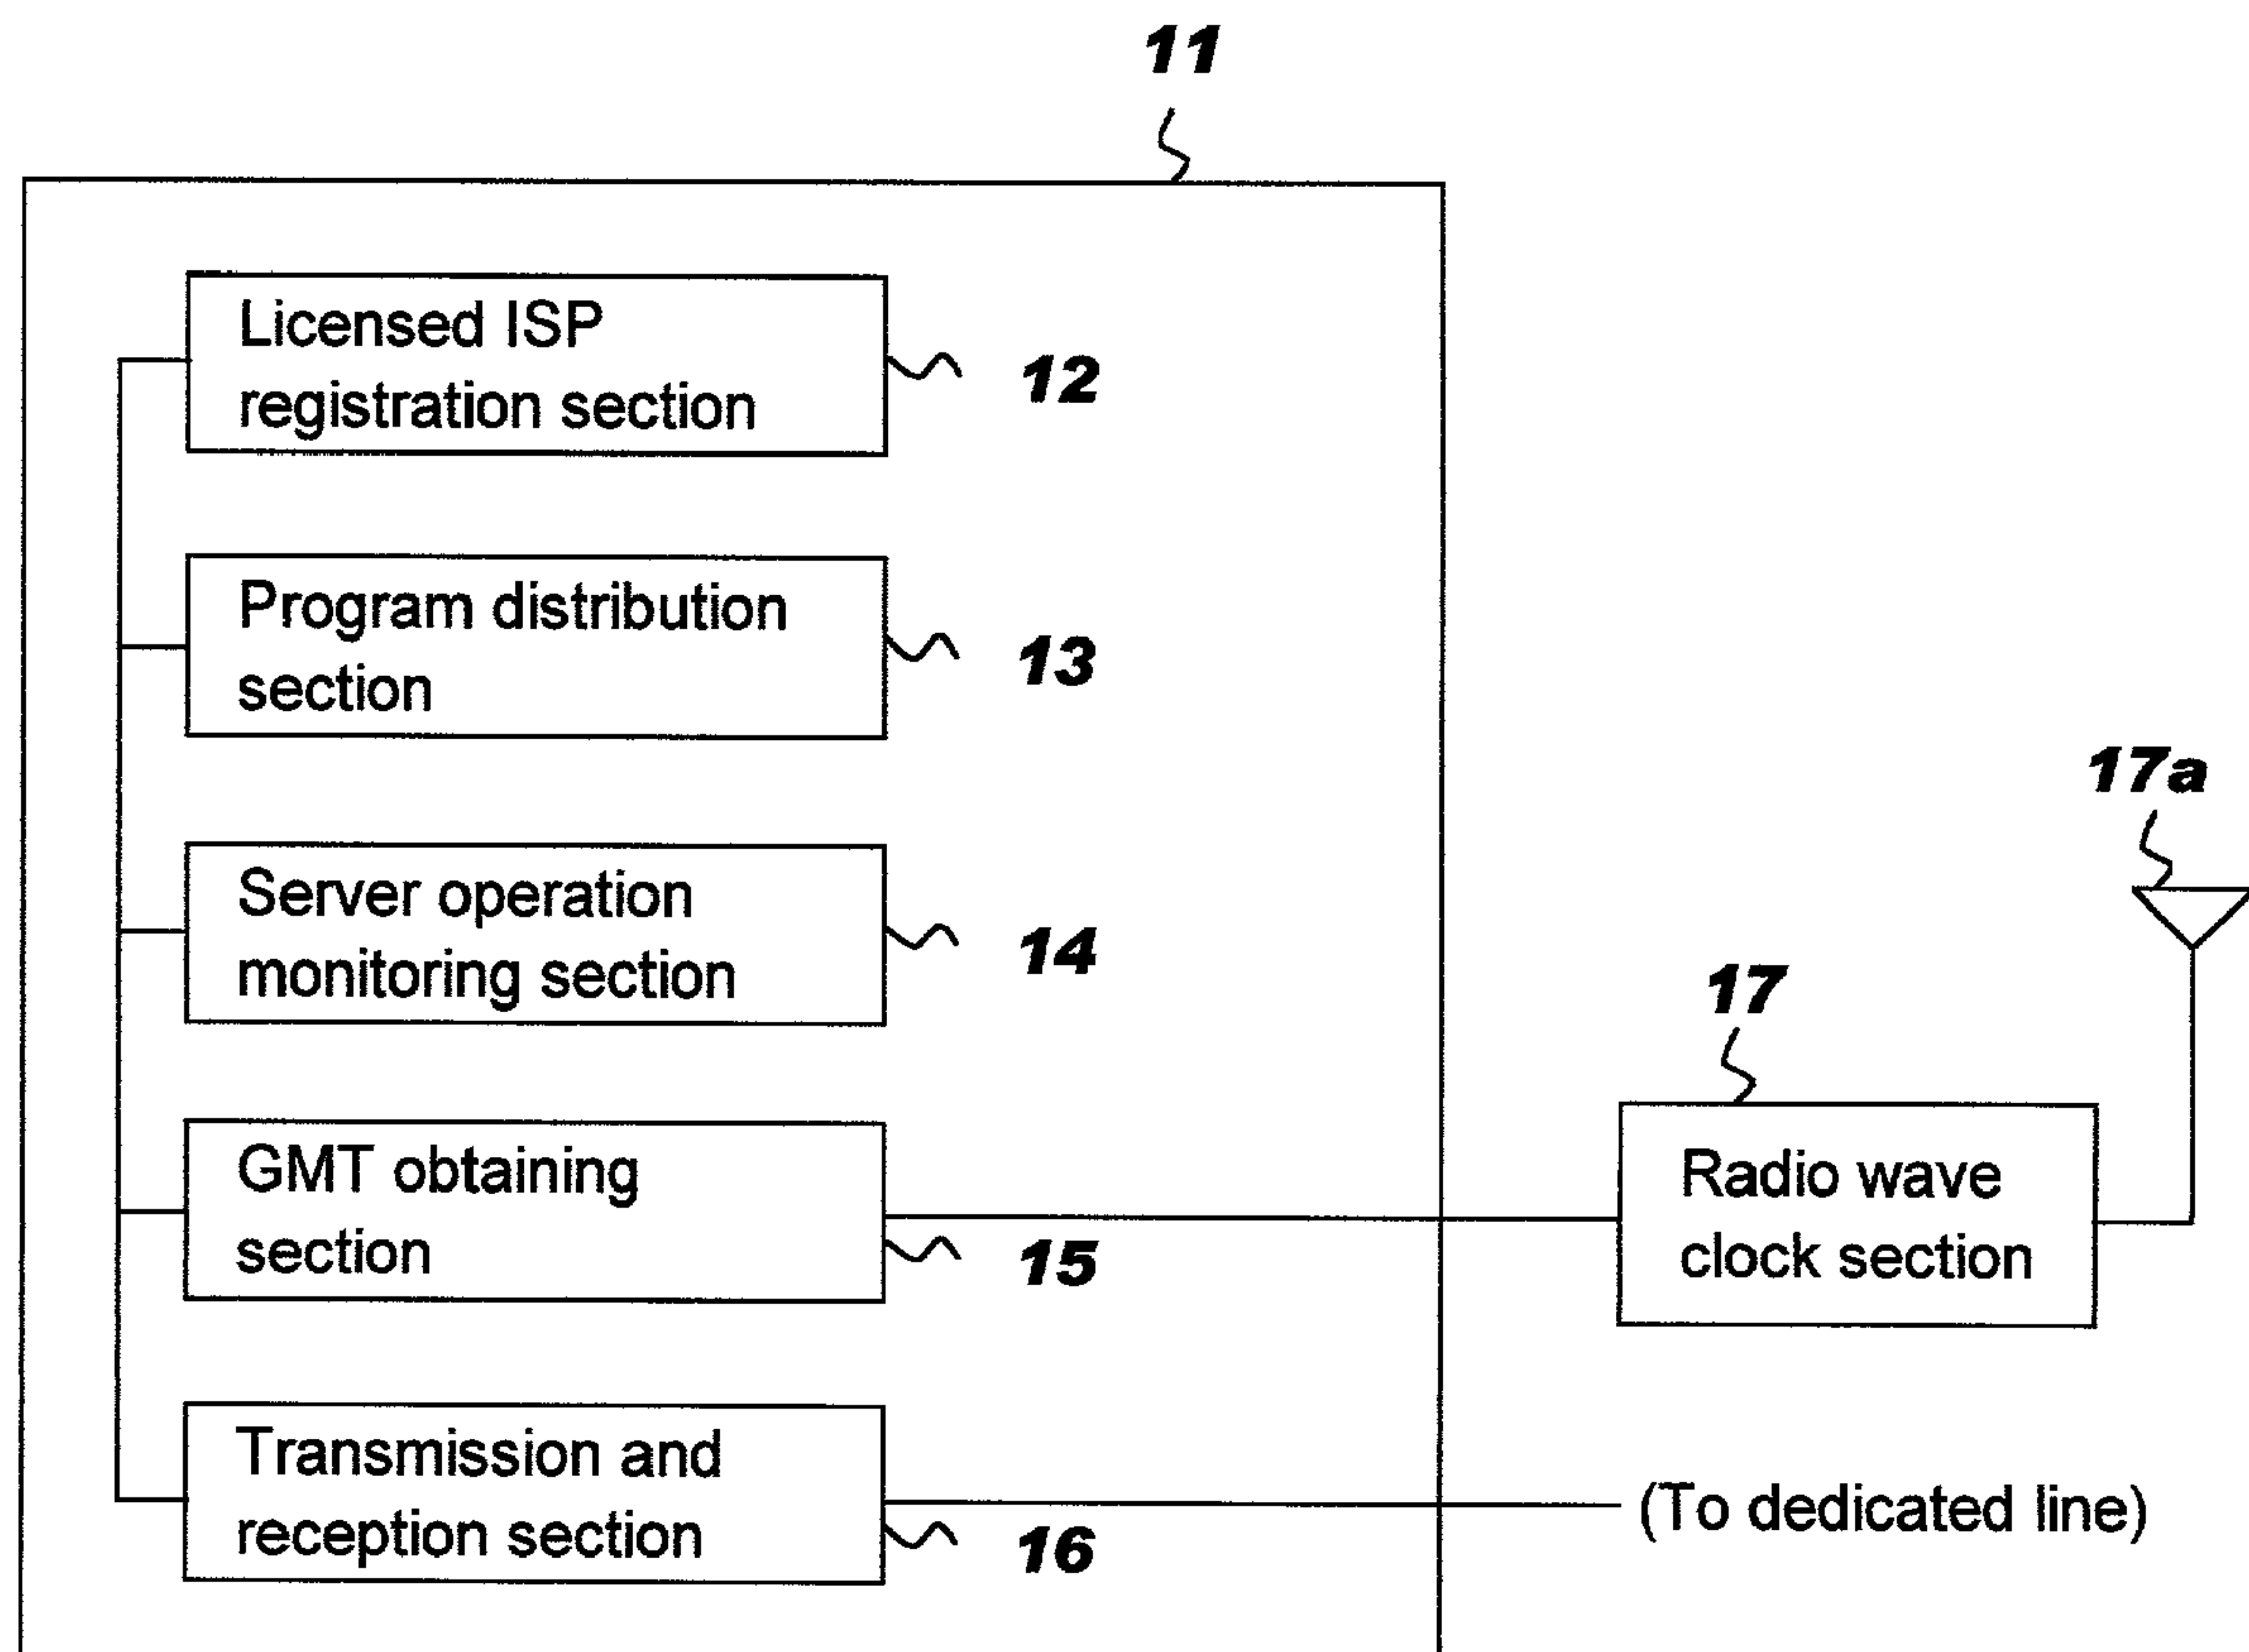 11
Licensed ISP
registration section
12
Program distribution
section
13
Server operation
monitoring section
14
GMT obtaining
section
15
Transmission and
reception section
16
17a
17
Radio wave
clock section
(To dedicated line)